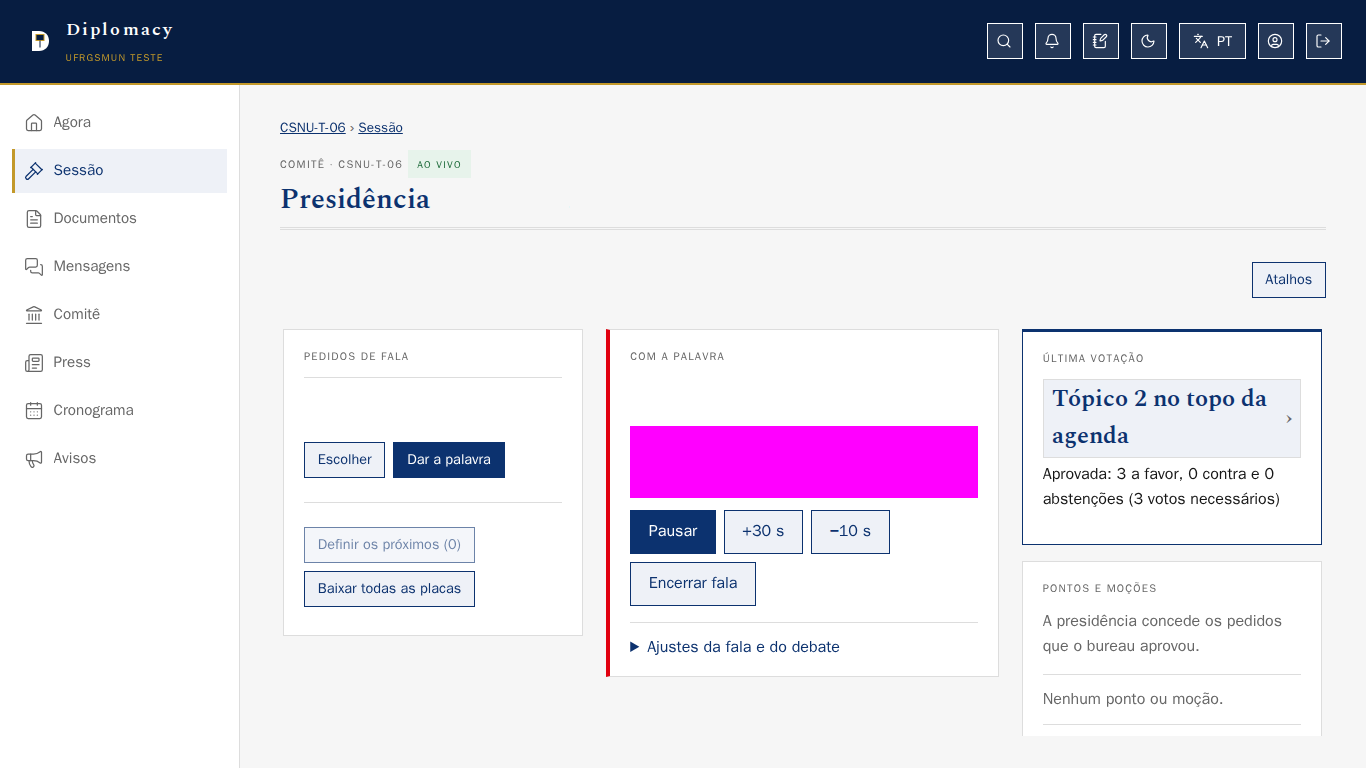 Diplomacy
UFRGSMUN TESTE
PT
Agora
Sessão
Documentos
Mensagens
Comitê
Press
Cronograma
Avisos
CSNU-T-06 › Sessão
COMITÊ · CSNU-T-06 AO VIVO
Presidência
Atalhos
PEDIDOS DE FALA
Escolher
Dar a palavra
Definir os próximos (0)
Baixar todas as placas
COM A PALAVRA
Pausar
+30 s
−10 s
Encerrar fala
Ajustes da fala e do debate
ÚLTIMA VOTAÇÃO
Tópico 2 no topo da
agenda
Aprovada: 3 a favor, 0 contra e 0
abstenções (3 votos necessários)
PONTOS E MOÇÕES
A presidência concede os pedidos
que o bureau aprovou.
Nenhum ponto ou moção.